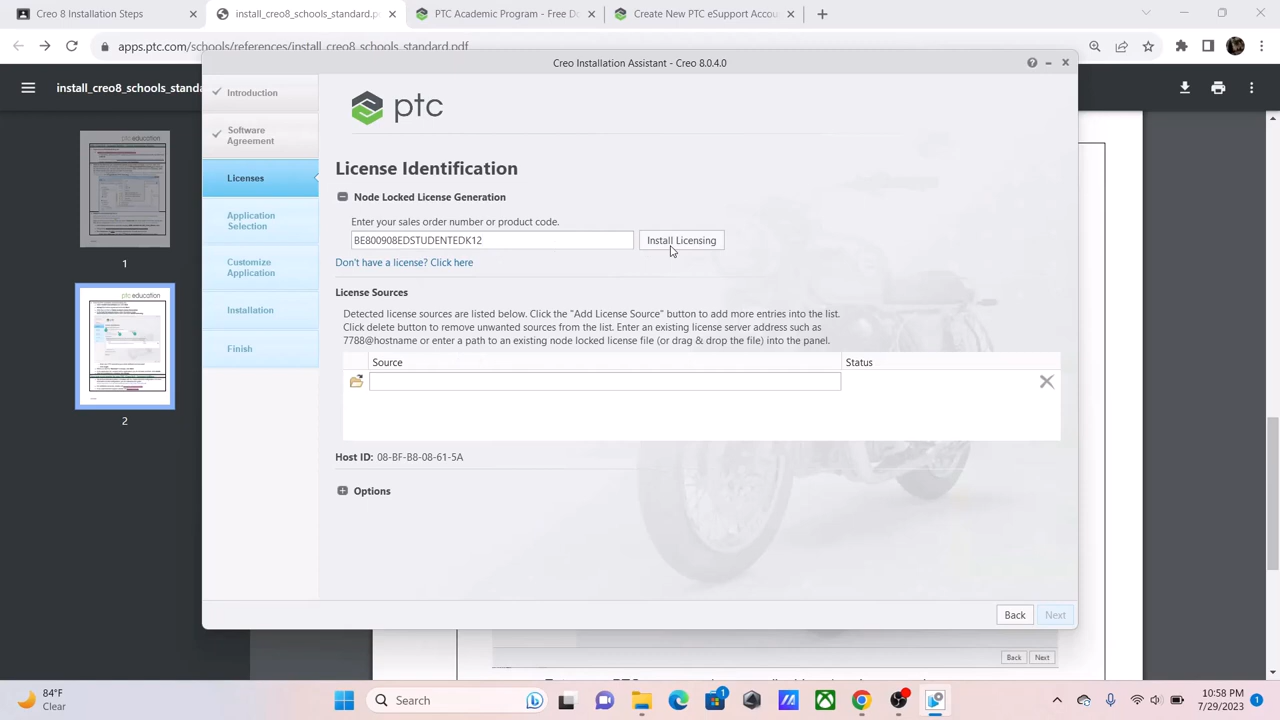 Creo 8 Installation Steps
install_creo8_schools_standard.p
PTC Academic Program - Free Do
Create New PTC eSupport Accou
apps.ptc.com/schools/references/install_creo8_schools_standard.pdf
install_creo8_schools_standa
Creo Installation Assistant - Creo 8.0.4.0
Introduction
Software
Agreement
Licenses
Application
Selection
Customize
Application
Installation
Finish
ptc
License Identification
Node Locked License Generation
Enter your sales order number or product code.
BE800908EDSTUDENTEDK12
Install Licensing
Don't have a license? Click here
License Sources
Detected license sources are listed below. Click the "Add License Source" button to add more entries into the list.
Click delete button to remove unwanted sources from the list. Enter an existing license server address such as
7788@hostname or enter a path to an existing node locked license file (or drag & drop the file) into the panel.
Source
Status
Host ID: 08-BF-B8-08-61-5A
Options
Back
Next
ptc education
1
ptc education
2
Back
Next
84°F
Clear
Search
1
10:58 PM
7/29/2023
1